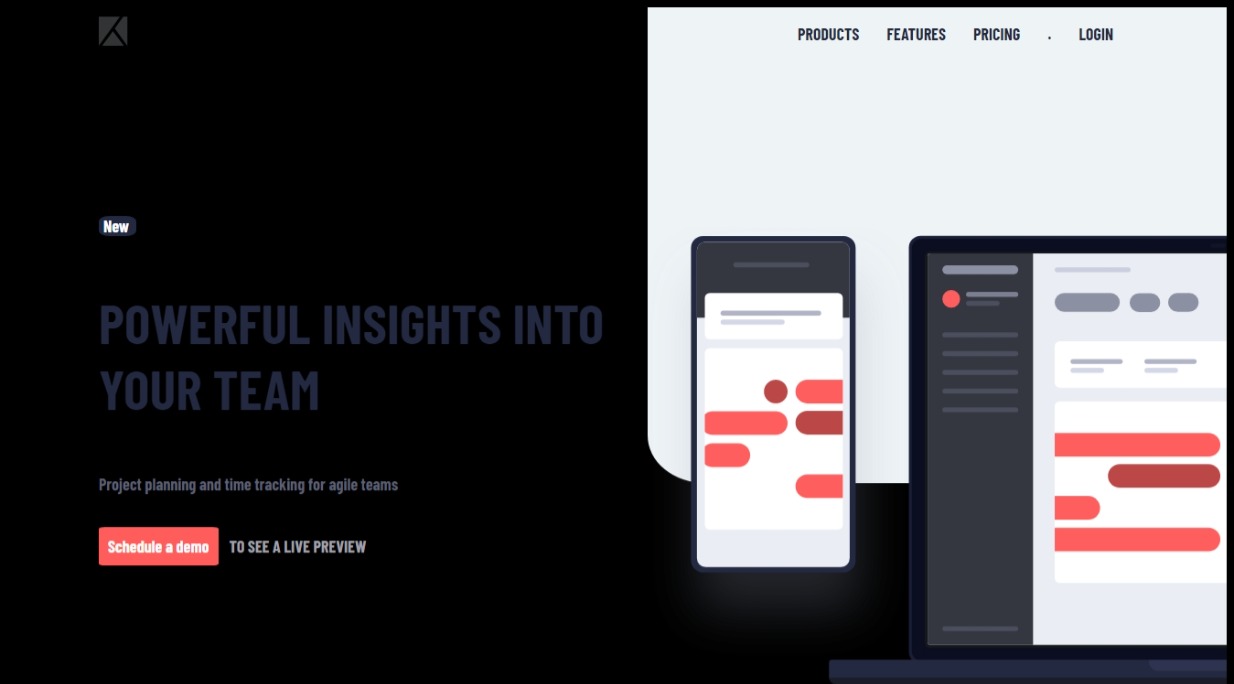 PRODUCTS FEATURES PRICING . LOGIN
New
POWERFUL INSIGHTS INTO
YOUR TEAM
Project planning and time tracking for agile teams
Schedule a demo TO SEE A LIVE PREVIEW